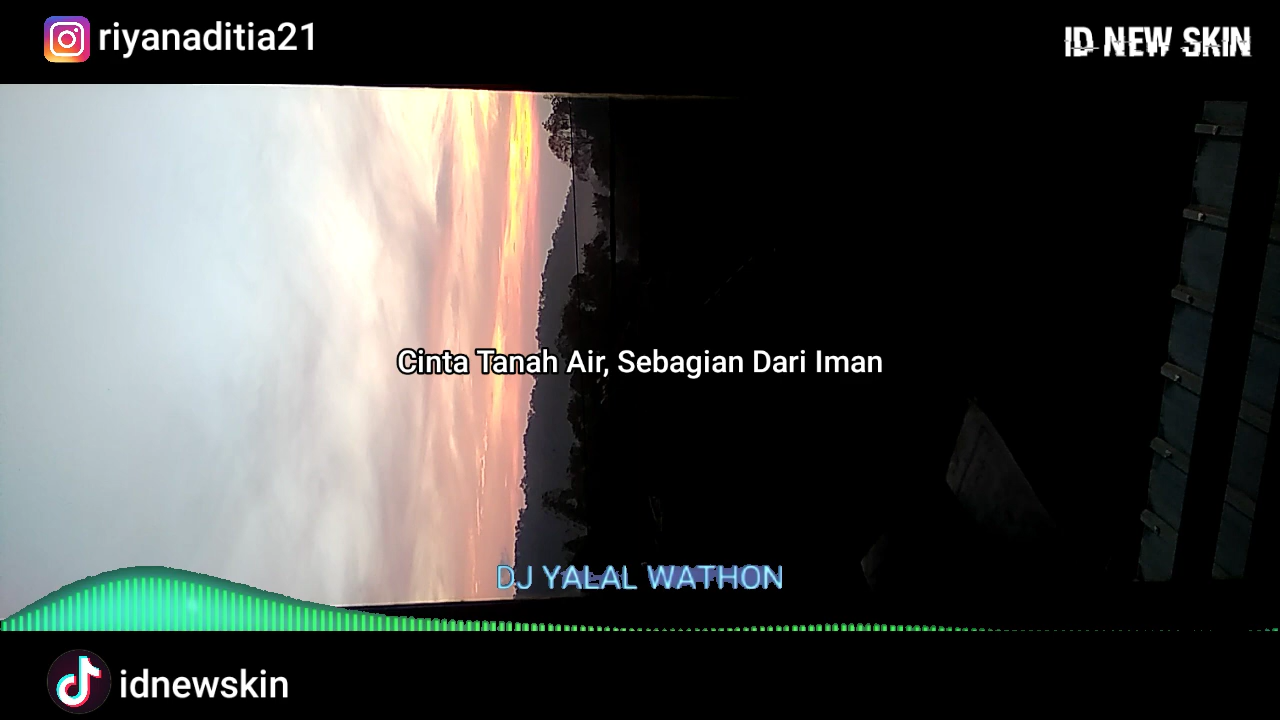 riyanaditia21
ID NEW SKIN
Cinta Tanah Air, Sebagian Dari Iman
DJ YALAL WATHON
idnewskin